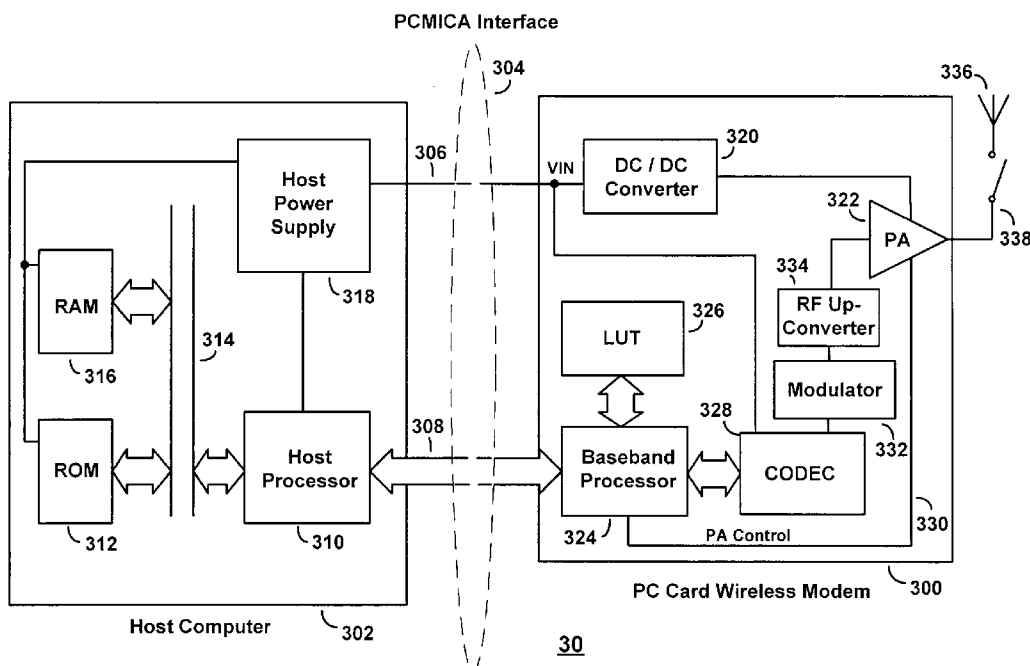 PCMICA Interface
304
336
306
VIN
320
DC / DC
Converter
322
PA
338
Host
Power
Supply
318
334
RF Up-
Converter
RAM
316
314
LUT
326
Modulator
332
328
308
ROM
312
Host
Processor
310
Baseband
Processor
324
CODEC
330
PA Control
300
PC Card Wireless Modem
302
Host Computer
30